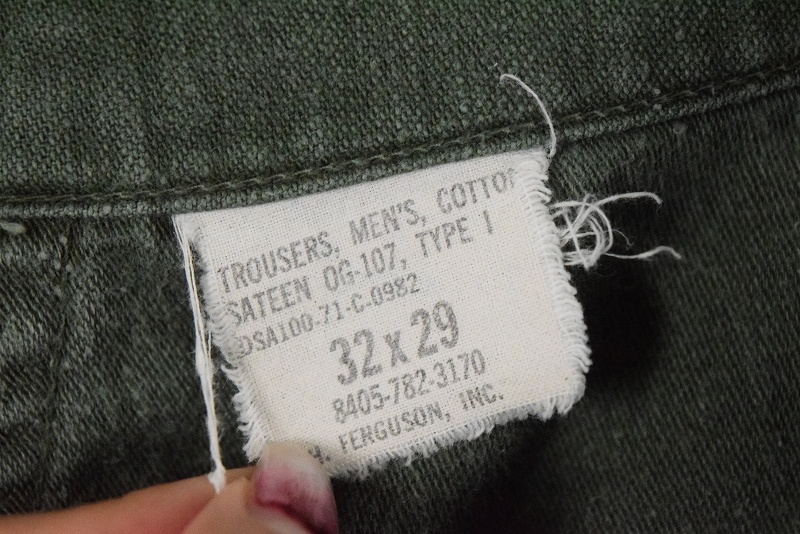 TROUSERS, MEN'S, COTTON
SATEEN OG-107, TYPE I
DSA100-71-C-0982
32 x 29
8405-782-3170
H. FERGUSON, INC.